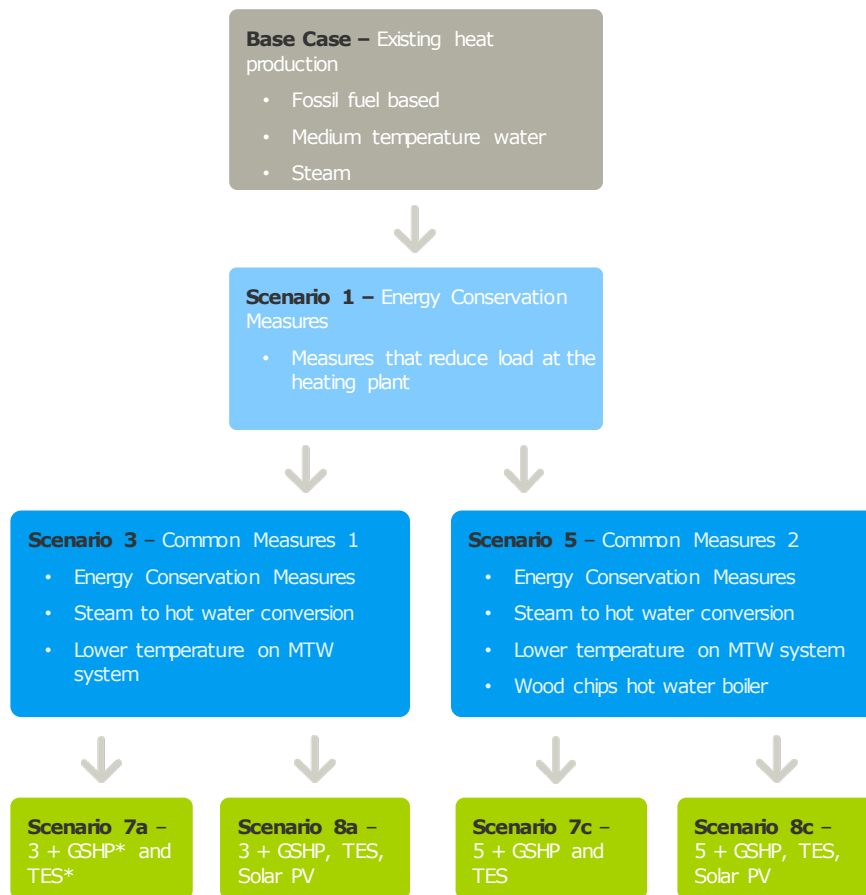 Base Case – Existing heat
production
• Fossil fuel based
• Medium temperature water
• Steam
Scenario 1 – Energy Conservation
Measures
• Measures that reduce load at the
heating plant
Scenario 3 – Common Measures 1
• Energy Conservation Measures
• Steam to hot water conversion
• Lower temperature on MTW
system
Scenario 5 – Common Measures 2
• Energy Conservation Measures
• Steam to hot water conversion
• Lower temperature on MTW system
• Wood chips hot water boiler
Scenario 7a –
3 + GSHP* and
TES*
Scenario 8a –
3 + GSHP, TES,
Solar PV
Scenario 7c –
5 + GSHP and
TES
Scenario 8c –
5 + GSHP, TES,
Solar PV